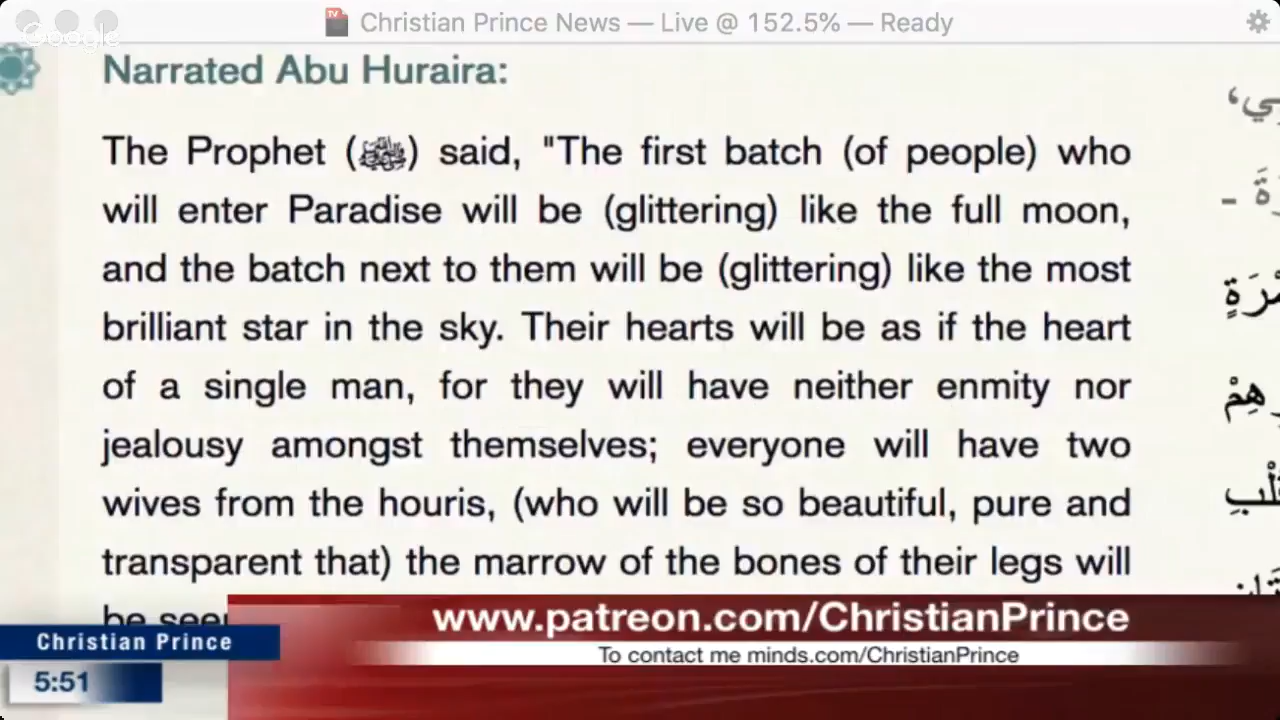 Christian Prince News — Live @ 152.5% — Ready
Google
Narrated Abu Huraira:
The Prophet (ﷺ) said, "The first batch (of people) who
will enter Paradise will be (glittering) like the full moon,
and the batch next to them will be (glittering) like the most
brilliant star in the sky. Their hearts will be as if the heart
of a single man, for they will have neither enmity nor
jealousy amongst themselves; everyone will have two
wives from the houris, (who will be so beautiful, pure and
transparent that) the marrow of the bones of their legs will
be seen
www.patreon.com/ChristianPrince
To contact me minds.com/ChristianPrince
Christian Prince
5:51